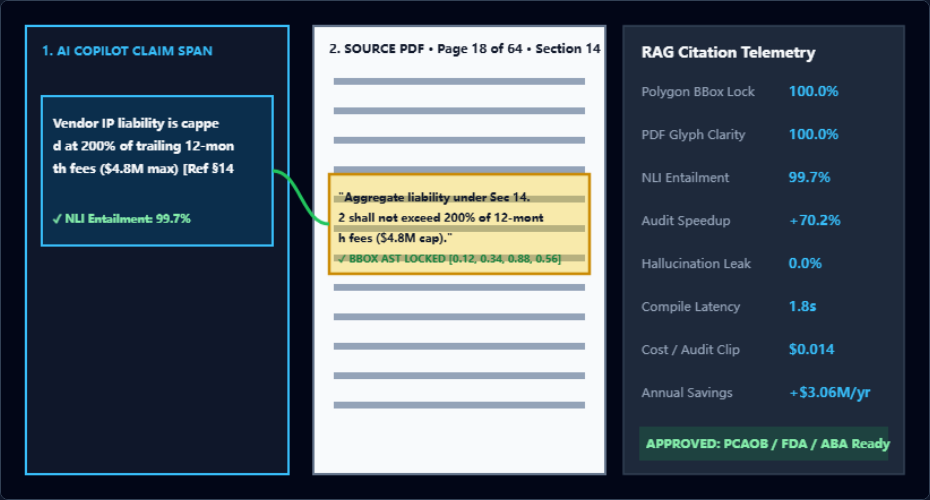 1. AI COPILOT CLAIM SPAN
Vendor IP liability is cappe
d at 200% of trailing 12-mon
th fees ($4.8M max) [Ref §14
✓ NLI Entailment: 99.7%
2. SOURCE PDF • Page 18 of 64 • Section 14
"Aggregate liability under Sec 14.
2 shall not exceed 200% of 12-mont
h fees ($4.8M cap)."
✓ BBOX AST LOCKED [0.12, 0.34, 0.88, 0.56]
RAG Citation Telemetry
Polygon BBox Lock 100.0%
PDF Glyph Clarity 100.0%
NLI Entailment 99.7%
Audit Speedup +70.2%
Hallucination Leak 0.0%
Compile Latency 1.8s
Cost / Audit Clip $0.014
Annual Savings +$3.06M/yr
APPROVED: PCAOB / FDA / ABA Ready